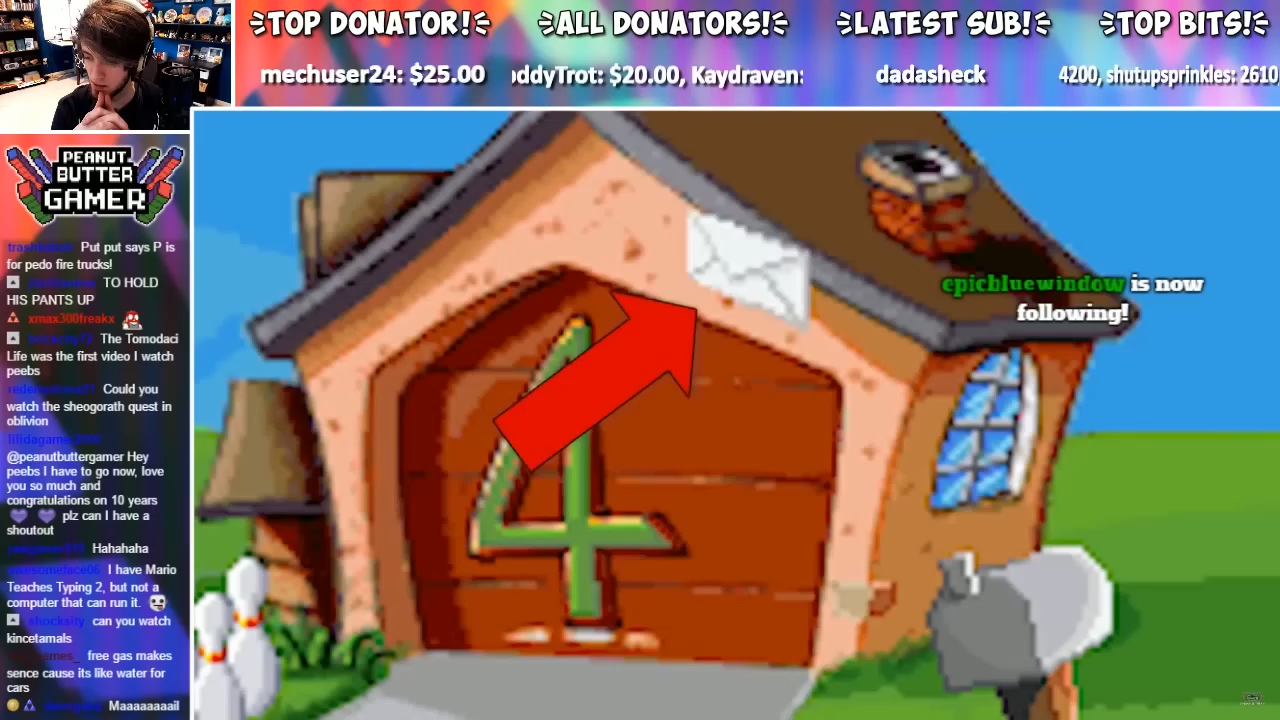 TOP DONATOR! ALL DONATORS! LATEST SUB! TOP BITS!
mechuser24: $25.00 oddyTrot: $20.00, Kaydraven: dadasheck 4200, shutupsprinkles: 2610
PEANUT
BUTTER
GAMER
Put put says P is
for pedo fire trucks!
TO HOLD
HIS PANTS UP
xmax300freakx
The Tomodaci
Life was the first video I watch
peebs
Could you
watch the sheogorath quest in
oblivion
@peanutbuttergamer Hey
peebs I have to go now, love
you so much and
congratulations on 10 years
plz can I have a
shoutout
Hahahaha
I have Mario
Teaches Typing 2, but not a
computer that can run it.
shocksity can you watch
kincetamals
free gas makes
sence cause its like water for
cars
Maaaaaaail
epicbluewindow is now
following!
4